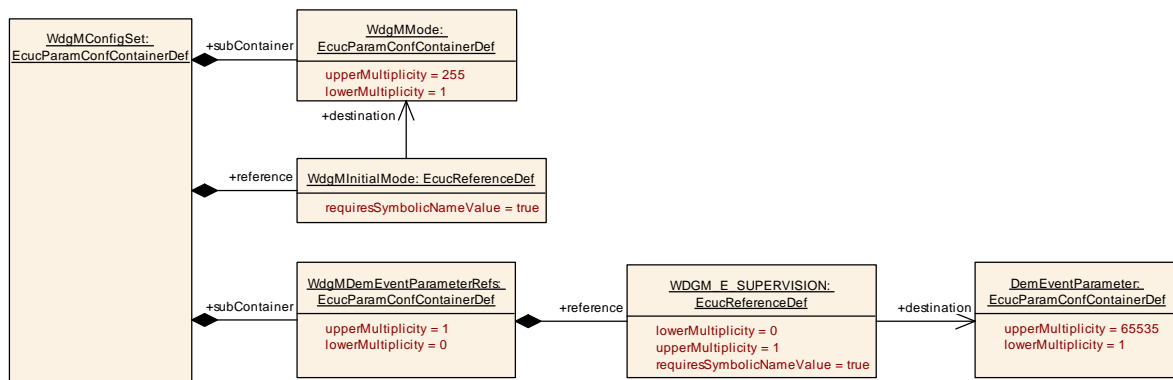 WdgMConfigSet:
EcucParamConfContainerDef
+subContainer
WdgMMode:
EcucParamConfContainerDef
upperMultiplicity = 255
lowerMultiplicity = 1
+destination
+reference
WdgMInitialMode: EcucReferenceDef
requiresSymbolicNameValue = true
+subContainer
WdgMDemEventParameterRefs:
EcucParamConfContainerDef
upperMultiplicity = 1
lowerMultiplicity = 0
+reference
WDGM_E_SUPERVISION:
EcucReferenceDef
lowerMultiplicity = 0
upperMultiplicity = 1
requiresSymbolicNameValue = true
+destination
DemEventParameter:
EcucParamConfContainerDef
upperMultiplicity = 65535
lowerMultiplicity = 1